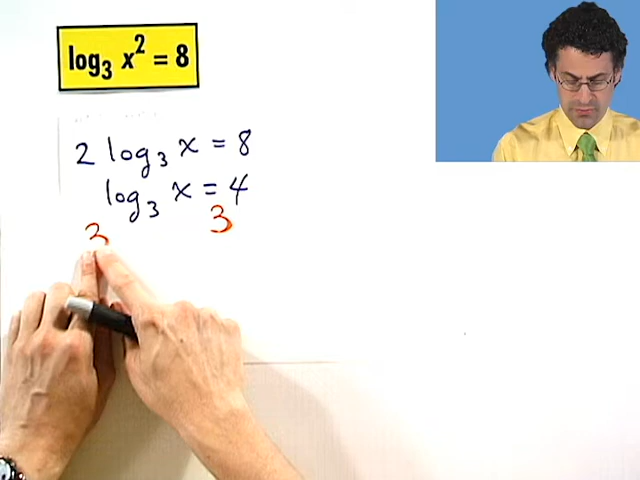 log₃ x² = 8
2 log₃ x = 8
log₃ x = 4
3 3